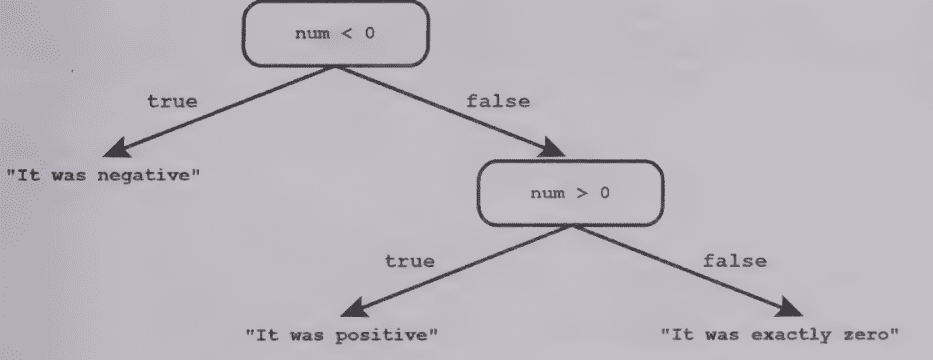 num < 0
true
false
"It was negative"
num > 0
true
false
"It was positive"
"It was exactly zero"